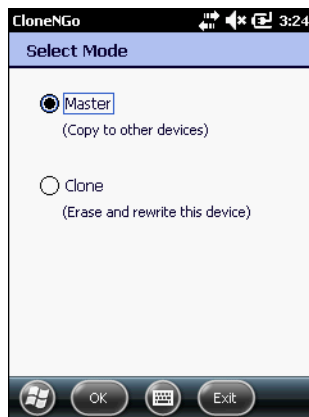 CloneNGo 3:24
Select Mode
Master
(Copy to other devices)
Clone
(Erase and rewrite this device)
OK Exit